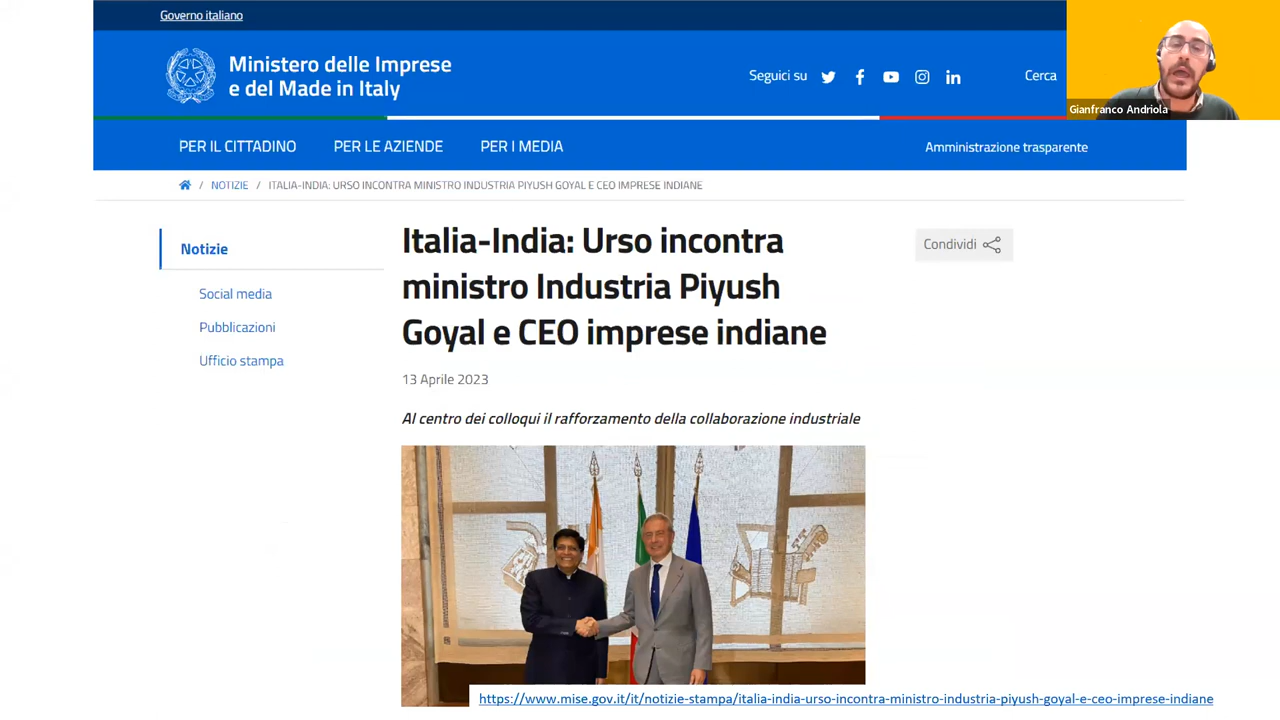 Governo italiano
Ministero delle Imprese
e del Made in Italy
Seguici su
Cerca
Gianfranco Andriola
PER IL CITTADINO
PER LE AZIENDE
PER I MEDIA
Amministrazione trasparente
/ NOTIZIE / ITALIA-INDIA: URSO INCONTRA MINISTRO INDUSTRIA PIYUSH GOYAL E CEO IMPRESE INDIANE
Notizie
Social media
Pubblicazioni
Ufficio stampa
Italia-India: Urso incontra
ministro Industria Piyush
Goyal e CEO imprese indiane
Condividi
13 Aprile 2023
Al centro dei colloqui il rafforzamento della collaborazione industriale
https://www.mise.gov.it/it/notizie-stampa/italia-india-urso-incontra-ministro-industria-piyush-goyal-e-ceo-imprese-indiane